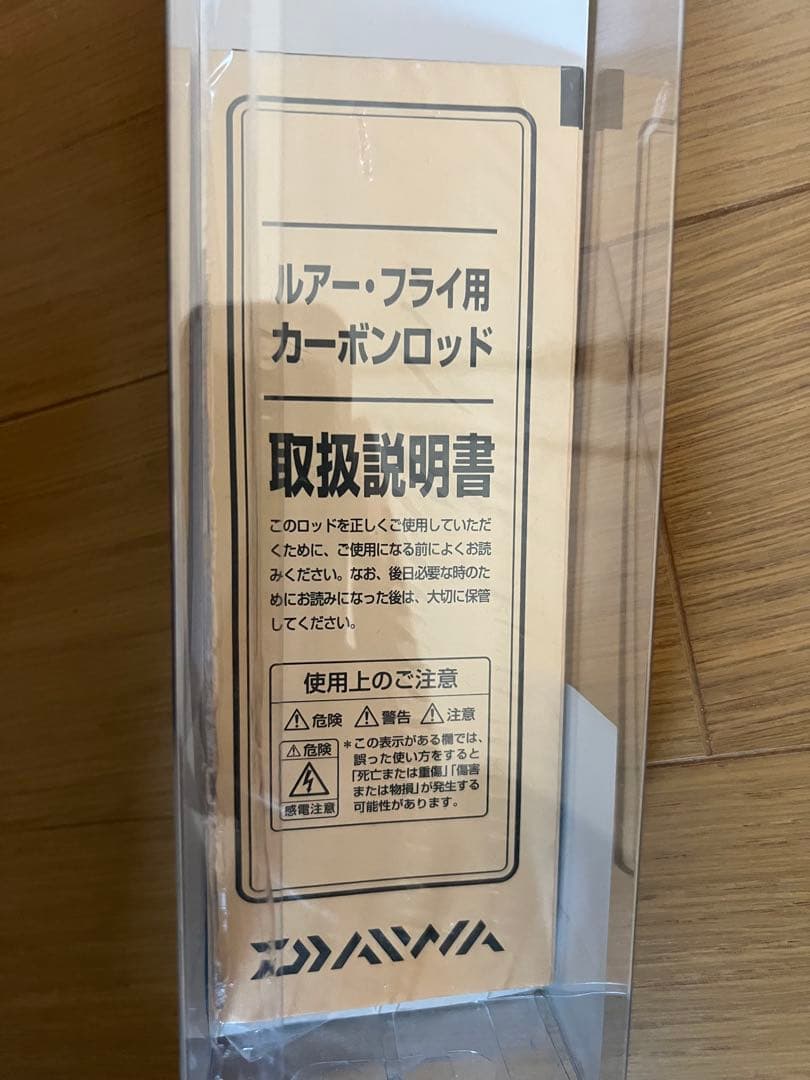 ルアー・フライ用
カーボンロッド
取扱説明書
このロッドを正しくご使用していただ
くために、ご使用になる前によくお読
みください。なお、後日必要な時のた
めにお読みになった後は、大切に保管
してください。
使用上のご注意
⚠危険 ⚠警告 ⚠注意
⚠危険
感電注意
*この表示がある欄では、
誤った使い方をすると
「死亡または重傷」「傷害
または物損」が発生する
可能性があります。
DAIWA